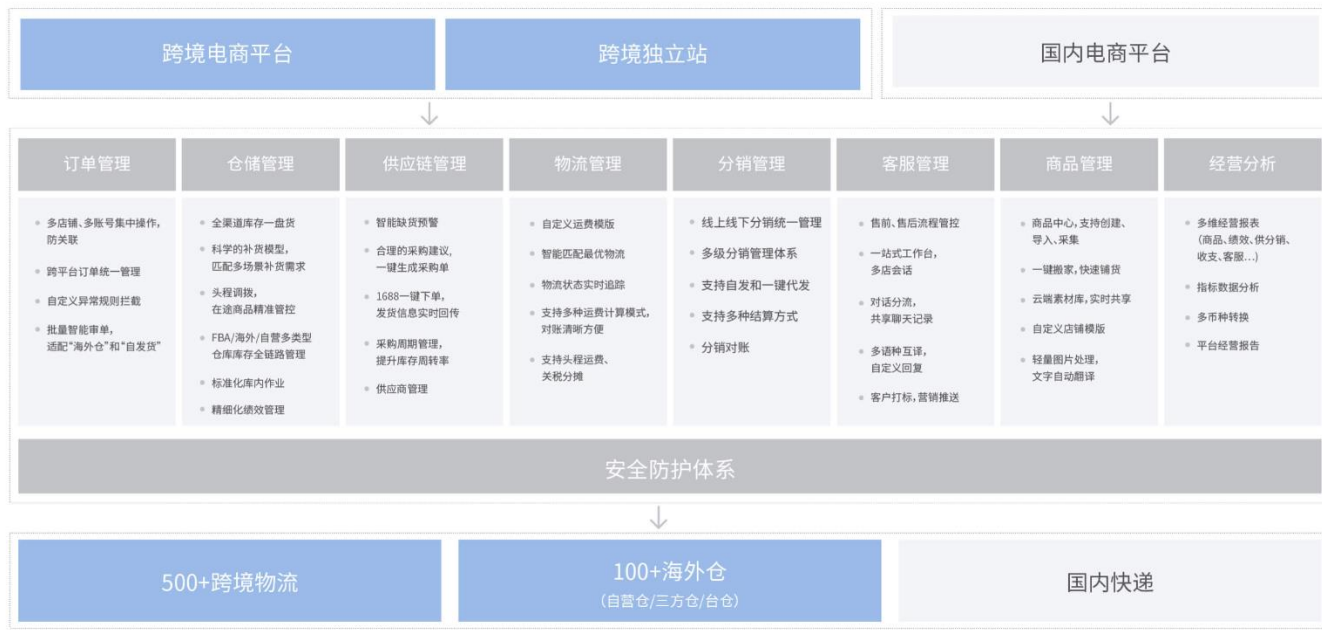 跨境电商平台
跨境独立站
国内电商平台
订单管理
多店铺、多账号集中操作，
防关联
跨平台订单统一管理
自定义异常规则拦截
批量智能审单，
适配“海外仓”和“自发货”
仓储管理
全渠道库存一盘货
科学的补货模型，
匹配多场景补货需求
头程调拨，
在途商品精准管控
FBA/海外/自营多类型
仓库库存全链路管理
标准化库内作业
精细化绩效管理
供应链管理
智能缺货预警
合理的采购建议，
一键生成采购单
1688一键下单，
发货信息实时回传
采购周期管理，
提升库存周转率
供应商管理
物流管理
自定义运费模版
智能匹配最优物流
物流状态实时追踪
支持多种运费计算模式，
对账清晰方便
支持头程运费、
关税分摊
分销管理
线上线下分销统一管理
多级分销管理体系
支持自发和一键代发
支持多种结算方式
分销对账
客服管理
售前、售后流程管控
一站式工作台，
多店会话
对话分流，
共享聊天记录
多语种互译，
自定义回复
客户打标，营销推送
商品管理
商品中心，支持创建、
导入、采集
一键搬家，快速铺货
云端素材库，实时共享
自定义店铺模版
轻量图片处理，
文字自动翻译
经营分析
多维经营报表
（商品、绩效、供分销、
收支、客服...）
指标数据分析
多币种转换
平台经营报告
安全防护体系
500+跨境物流
100+海外仓
（自营仓/三方仓/台仓）
国内快递